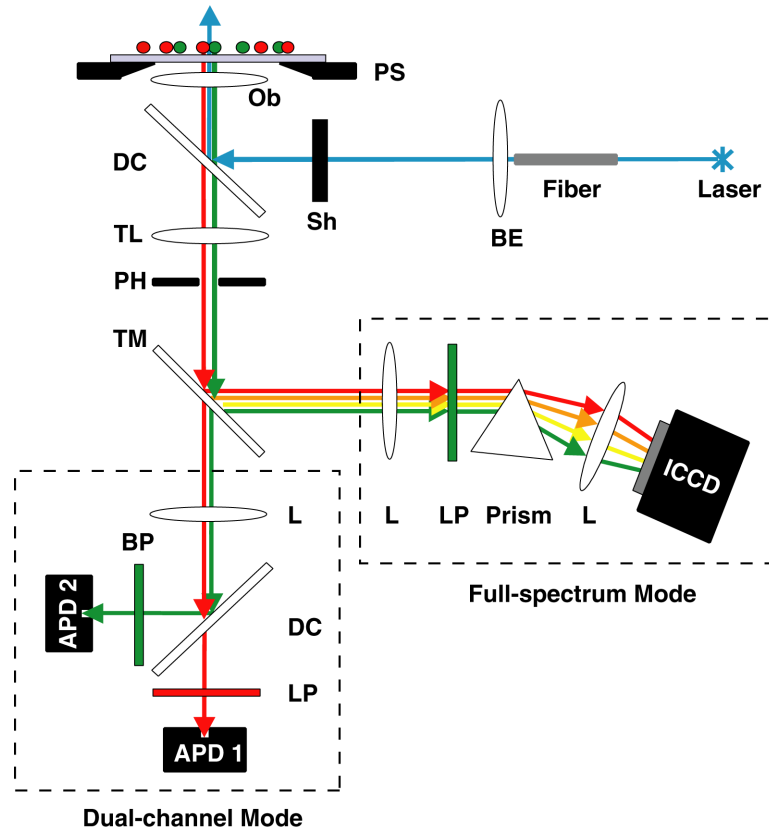 PS
Ob
DC
Sh
BE
Fiber
Laser
TL
PH
TM
L
LP
Prism
L
ICCD
Full-spectrum Mode
L
BP
APD 2
DC
LP
APD 1
Dual-channel Mode